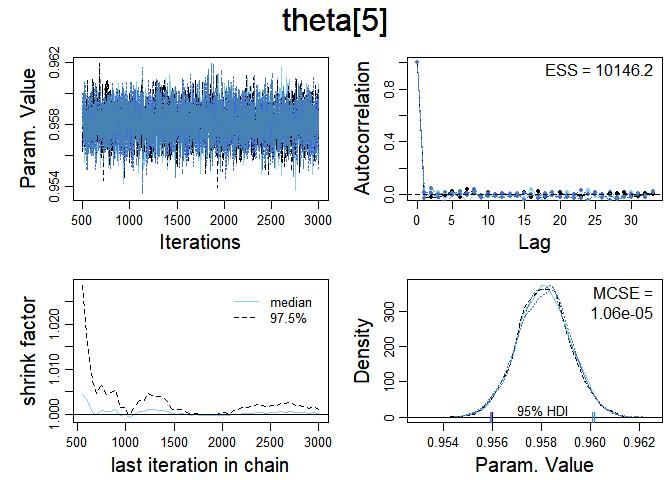 theta[5]
Param. Value
0.954 0.958 0.962
500 1000 1500 2000 2500 3000
Iterations
Autocorrelation
0.0 0.4 0.8
ESS = 10146.2
0 5 10 15 20 25 30
Lag
shrink factor
1.000 1.010 1.020
median
97.5%
500 1000 1500 2000 2500 3000
last iteration in chain
Density
0 100 200 300
MCSE =
1.06e-05
95% HDI
0.954 0.956 0.958 0.960 0.962
Param. Value